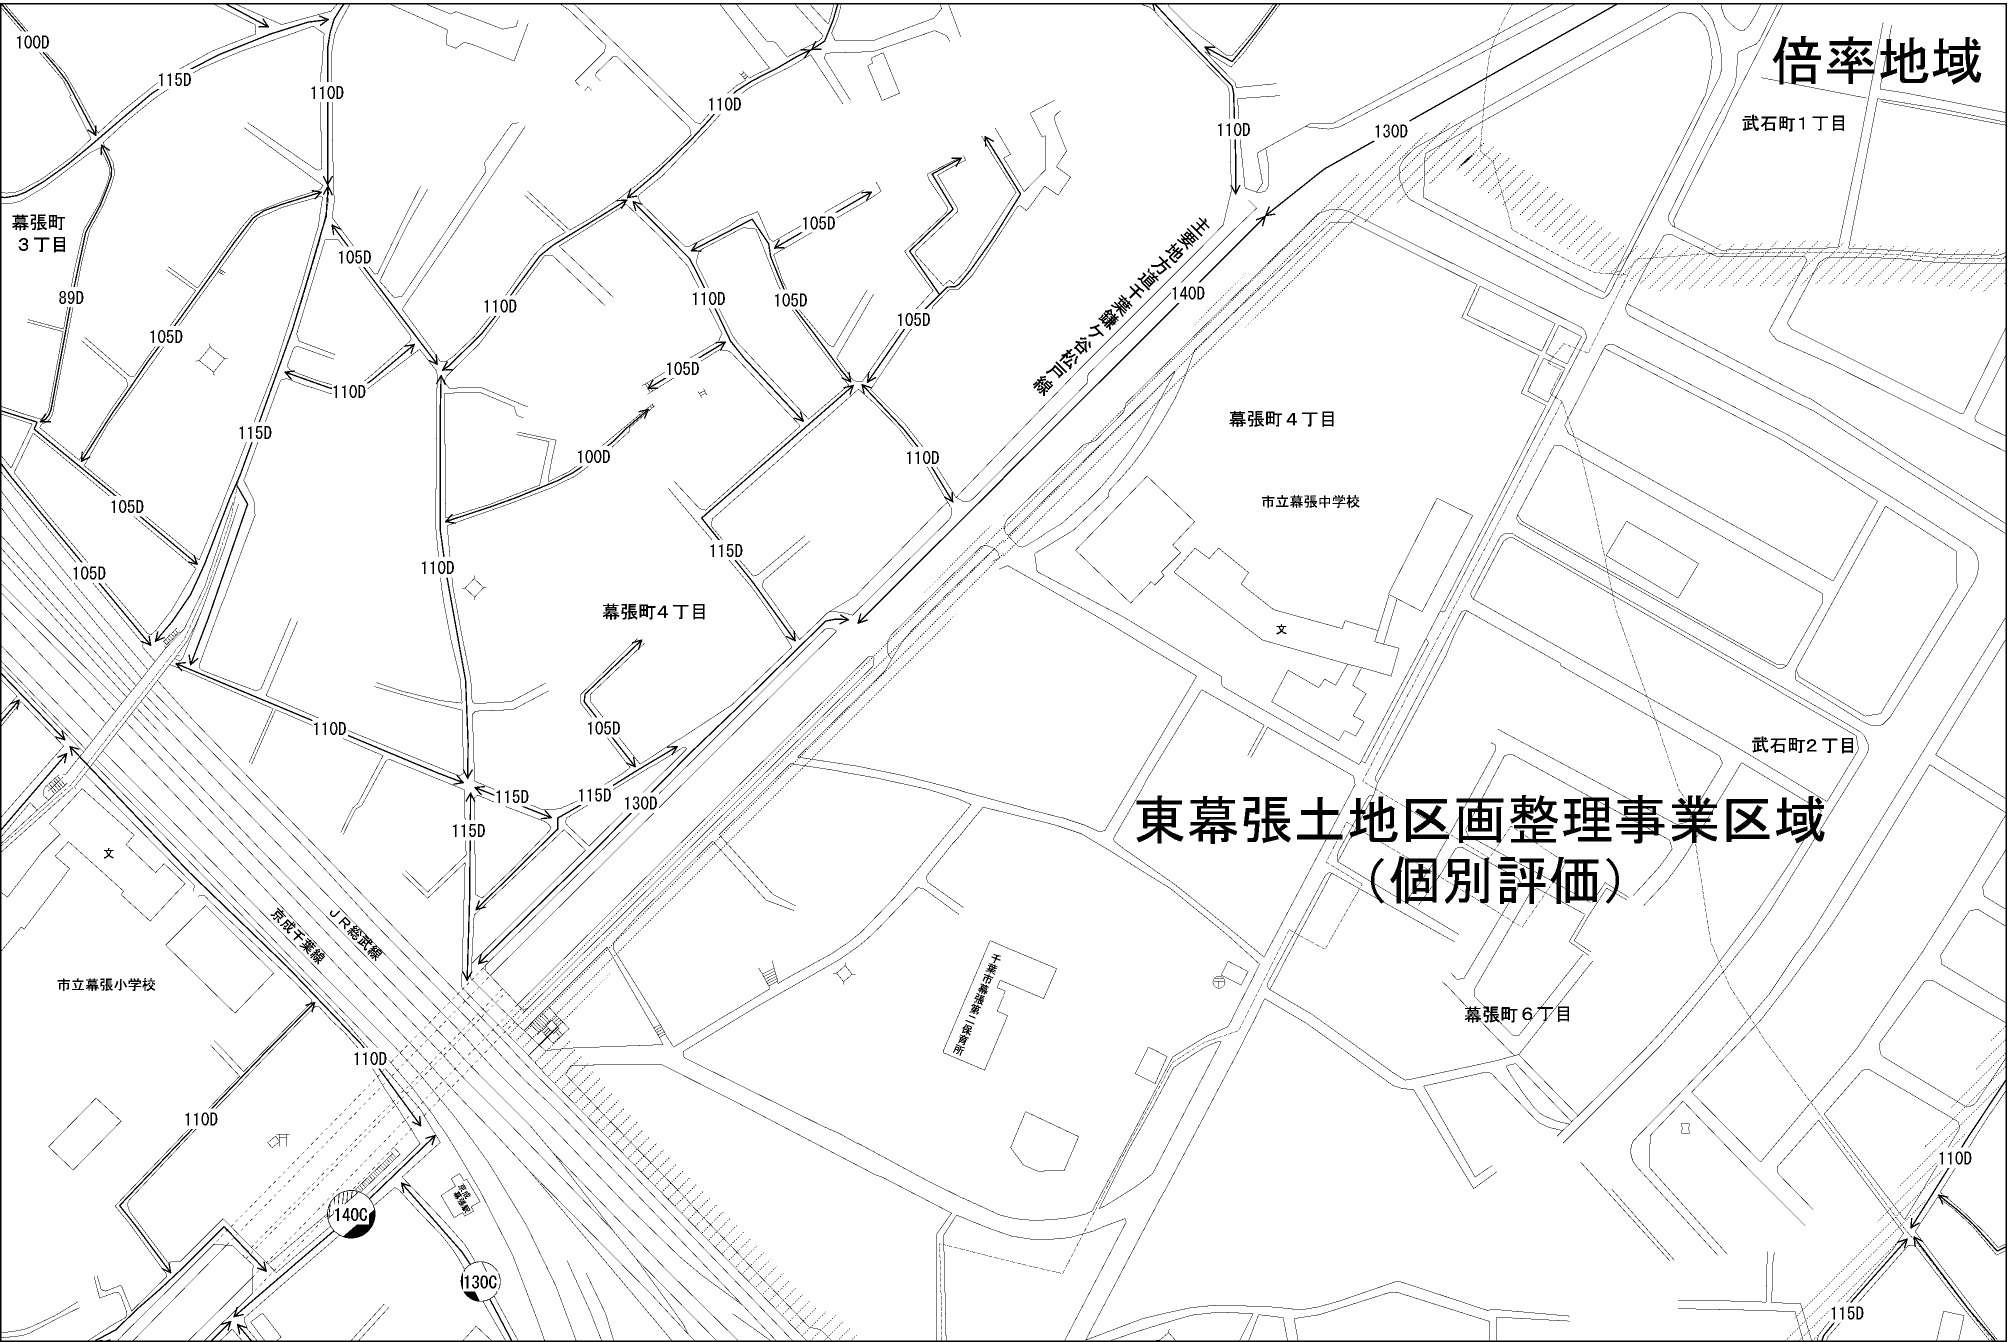 100D
115D
110D
110D
110D
130D
倍率地域
武石町1丁目
幕張町
3丁目
89D
105D
105D
110D
110D
105D
105D
105D
140D
主要地方道千葉鎌ケ谷松戸線
105D
110D
105D
115D
100D
110D
幕張町4丁目
市立幕張中学校
文
105D
105D
110D
115D
幕張町4丁目
110D
105D
115D
115D
115D
130D
武石町2丁目
東幕張土地区画整理事業区域
(個別評価)
文
市立幕張小学校
京成千葉線
JR総武線
千葉市幕張第二保育所
幕張町6丁目
110D
110D
京成
幕張駅
140C
130C
110D
115D